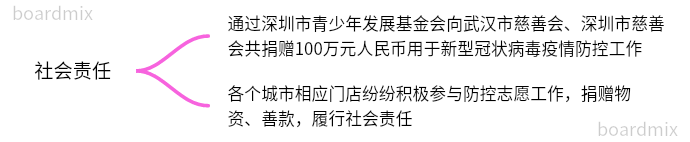 boardmix
社会责任
通过深圳市青少年发展基金会向武汉市慈善会、深圳市慈善
会共捐赠100万元人民币用于新型冠状病毒疫情防控工作
各个城市相应门店纷纷积极参与防控志愿工作，捐赠物
资、善款，履行社会责任
boardmix